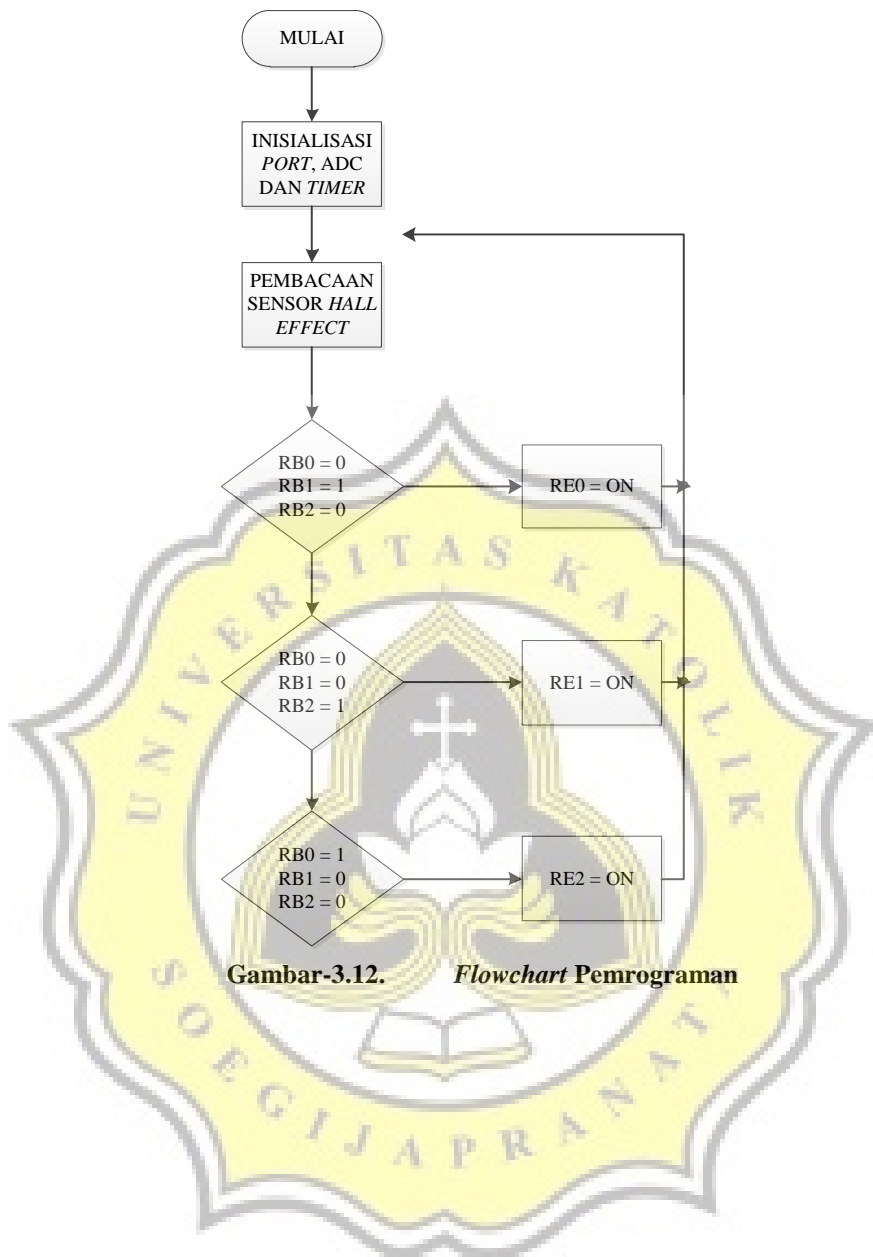 MULAI
INISIALISASI
PORT, ADC
DAN TIMER
PEMBACAAN
SENSOR HALL
EFFECT
RB0 = 0
RB1 = 1
RB2 = 0
RE0 = ON
RB0 = 0
RB1 = 0
RB2 = 1
RE1 = ON
RB0 = 1
RB1 = 0
RB2 = 0
RE2 = ON
Gambar-3.12. Flowchart Pemrograman
UNIVERSITAS KATOLIK
SOEGIJAPRANATA